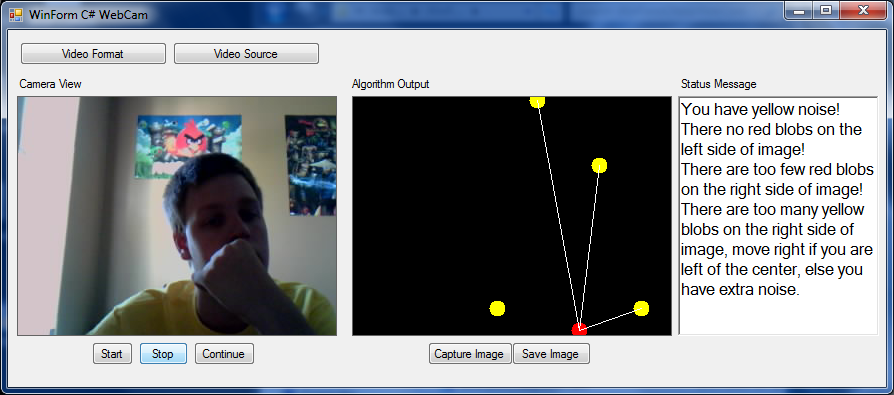 WinForm C# WebCam
Video Format
Video Source
Camera View
Algorithm Output
Status Message
You have yellow noise!
There no red blobs on the
left side of image!
There are too few red blobs
on the right side of image!
There are too many yellow
blobs on the right side of
image, move right if you are
left of the center, else you
have extra noise.
Start
Stop
Continue
Capture Image
Save Image